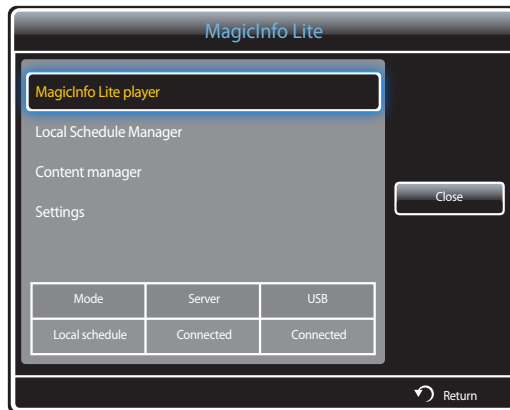 MagicInfo Lite
MagicInfo Lite player
Local Schedule Manager
Content manager
Settings
Close
Mode Server USB
Local schedule Connected Connected
Return